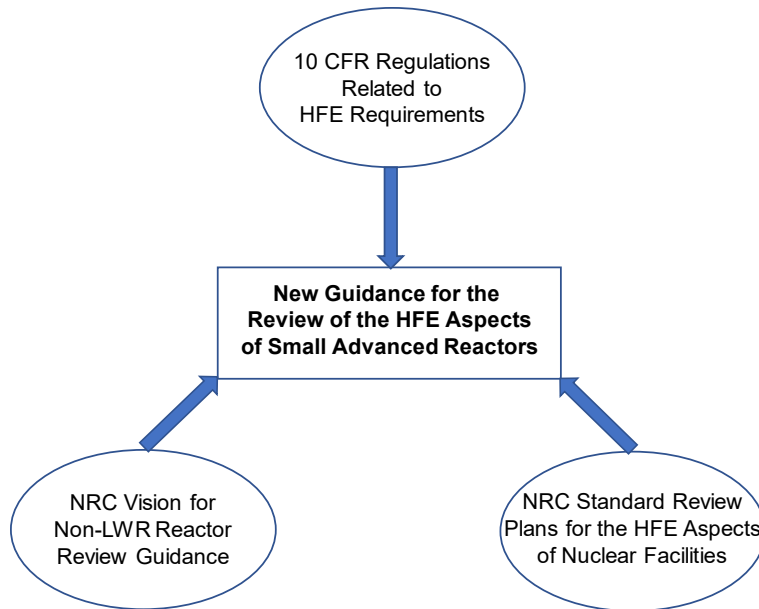 10 CFR Regulations
Related to
HFE Requirements
New Guidance for the
Review of the HFE Aspects
of Small Advanced Reactors
NRC Vision for
Non-LWR Reactor
Review Guidance
NRC Standard Review
Plans for the HFE Aspects
of Nuclear Facilities